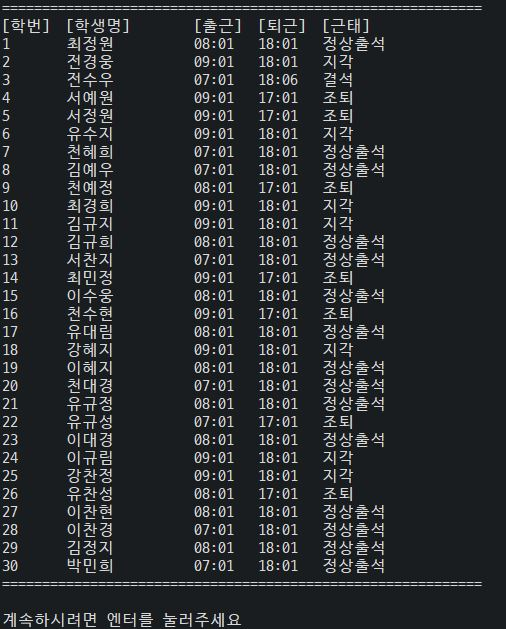 ============================================================
[학번] [학생명] [출근] [퇴근] [근태]
1 최정원 08:01 18:01 정상출석
2 전경웅 09:01 18:01 지각
3 전수우 07:01 18:06 결석
4 서예원 09:01 17:01 조퇴
5 서정원 09:01 17:01 조퇴
6 유수지 09:01 18:01 지각
7 천혜희 07:01 18:01 정상출석
8 김예우 07:01 18:01 정상출석
9 천예정 08:01 17:01 조퇴
10 최경희 09:01 18:01 지각
11 김규지 09:01 18:01 지각
12 김규희 08:01 18:01 정상출석
13 서찬지 07:01 18:01 정상출석
14 최민정 09:01 17:01 조퇴
15 이수웅 08:01 18:01 정상출석
16 천수현 09:01 17:01 조퇴
17 유대림 08:01 18:01 정상출석
18 강혜지 09:01 18:01 지각
19 이혜지 08:01 18:01 정상출석
20 천대경 07:01 18:01 정상출석
21 유규정 08:01 18:01 정상출석
22 유규성 07:01 17:01 조퇴
23 이대경 08:01 18:01 정상출석
24 이규림 09:01 18:01 지각
25 강찬정 09:01 18:01 지각
26 유찬성 08:01 17:01 조퇴
27 이찬현 08:01 18:01 정상출석
28 이찬경 07:01 18:01 정상출석
29 김정지 08:01 18:01 정상출석
30 박민희 07:01 18:01 정상출석
============================================================
계속하시려면 엔터를 눌러주세요